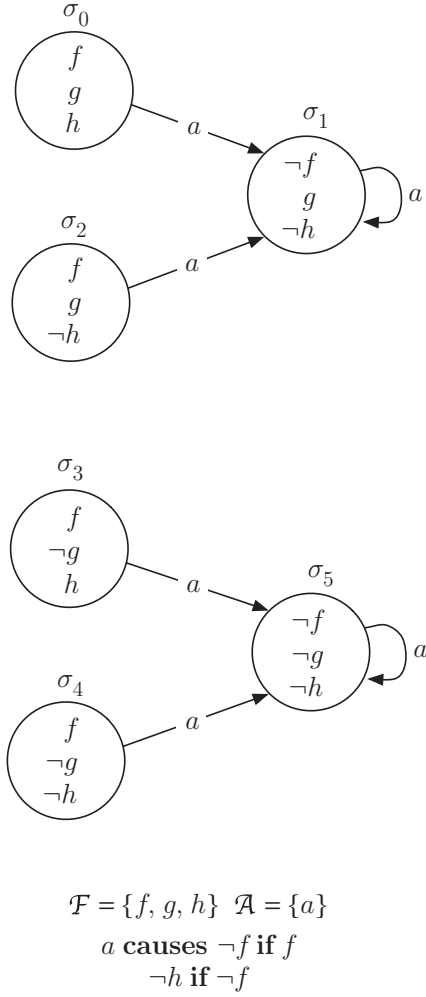 σ₀
f
g
h
a
σ₁
¬f
g
¬h
a
σ₂
f
g
¬h
a
σ₃
f
¬g
h
a
σ₅
¬f
¬g
¬h
a
σ₄
f
¬g
¬h
a
ℱ = {f, g, h} 𝒜 = {a}
a causes ¬f if f
¬h if ¬f